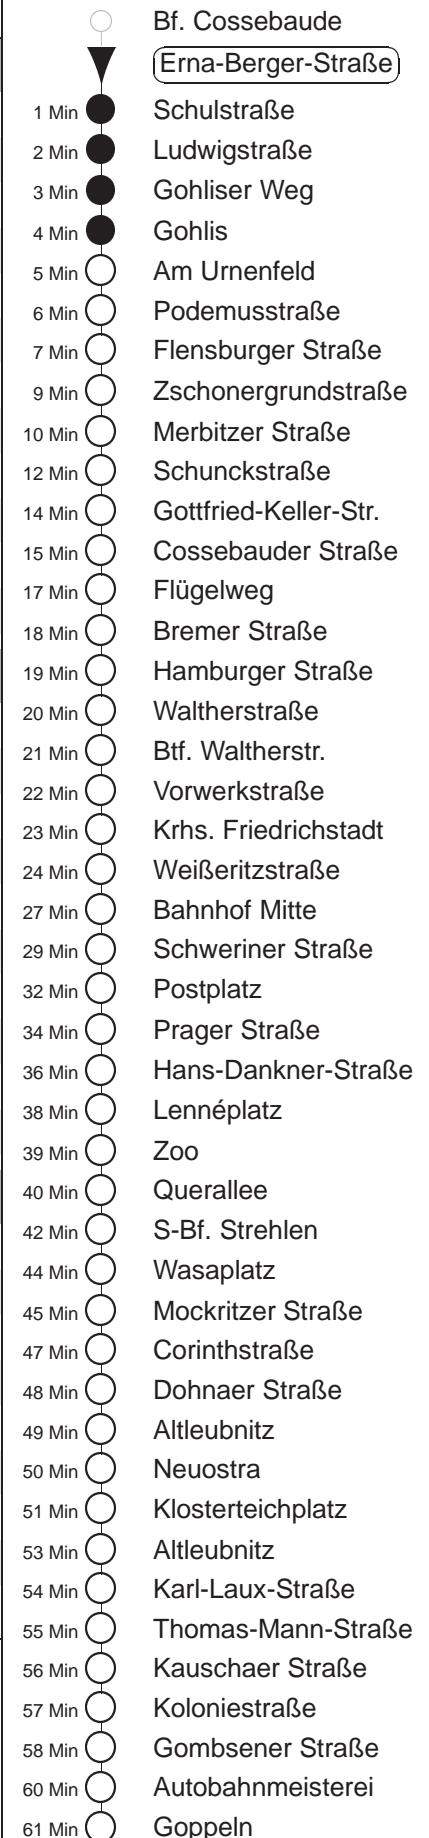 Bf. Cossebaude
Erna-Berger-Straße
1 Min Schulstraße
2 Min Ludwigstraße
3 Min Gohliser Weg
4 Min Gohlis
5 Min Am Urnenfeld
6 Min Podemusstraße
7 Min Flensburger Straße
9 Min Zschonergrundstraße
10 Min Merbitzer Straße
12 Min Schunckstraße
14 Min Gottfried-Keller-Str.
15 Min Cossebauder Straße
17 Min Flügelweg
18 Min Bremer Straße
19 Min Hamburger Straße
20 Min Waltherstraße
21 Min Btf. Waltherstr.
22 Min Vorwerkstraße
23 Min Krhs. Friedrichstadt
24 Min Weißeritzstraße
27 Min Bahnhof Mitte
29 Min Schweriner Straße
32 Min Postplatz
34 Min Prager Straße
36 Min Hans-Dankner-Straße
38 Min Lennéplatz
39 Min Zoo
40 Min Querallee
42 Min S-Bf. Strehlen
44 Min Wasaplatz
45 Min Mockritzer Straße
47 Min Corinthstraße
48 Min Dohnaer Straße
49 Min Altleubnitz
50 Min Neuostra
51 Min Klosterteichplatz
53 Min Altleubnitz
54 Min Karl-Laux-Straße
55 Min Thomas-Mann-Straße
56 Min Kauschaer Straße
57 Min Koloniestraße
58 Min Gombsener Straße
60 Min Autobahnmeisterei
61 Min Goppeln